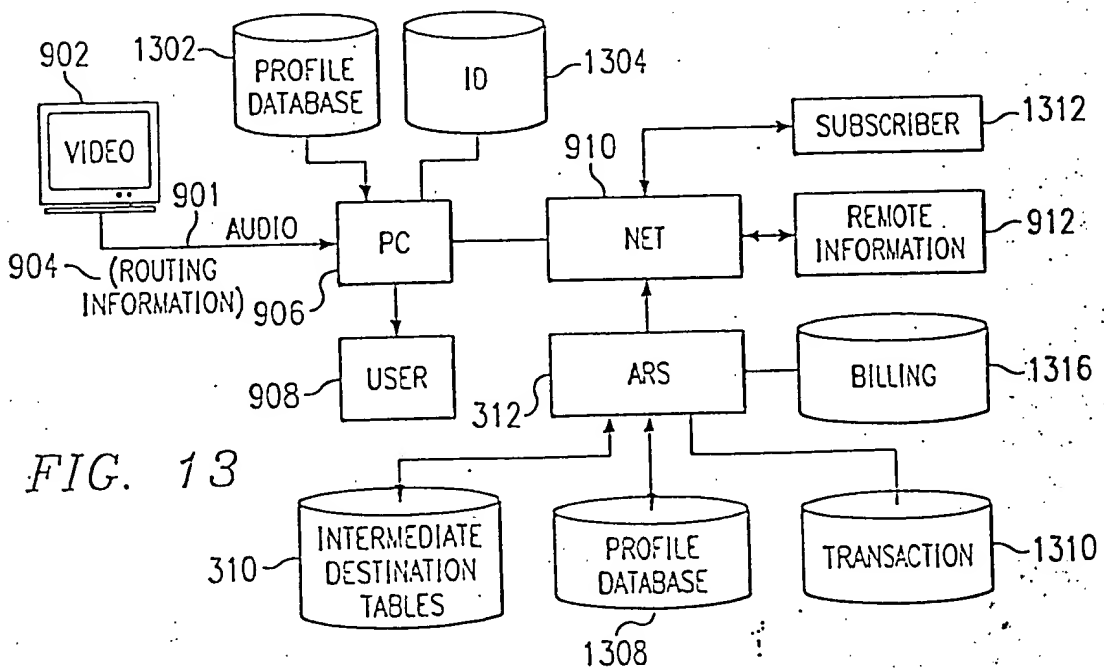 1302
1304
902
PROFILE
DATABASE
ID
SUBSCRIBER
1312
VIDEO
910
901
AUDIO
PC
NET
REMOTE
INFORMATION
912
904
(ROUTING
INFORMATION)
906
USER
908
ARS
312
BILLING
1316
FIG. 13
310
INTERMEDIATE
DESTINATION
TABLES
PROFILE
DATABASE
1308
TRANSACTION
1310